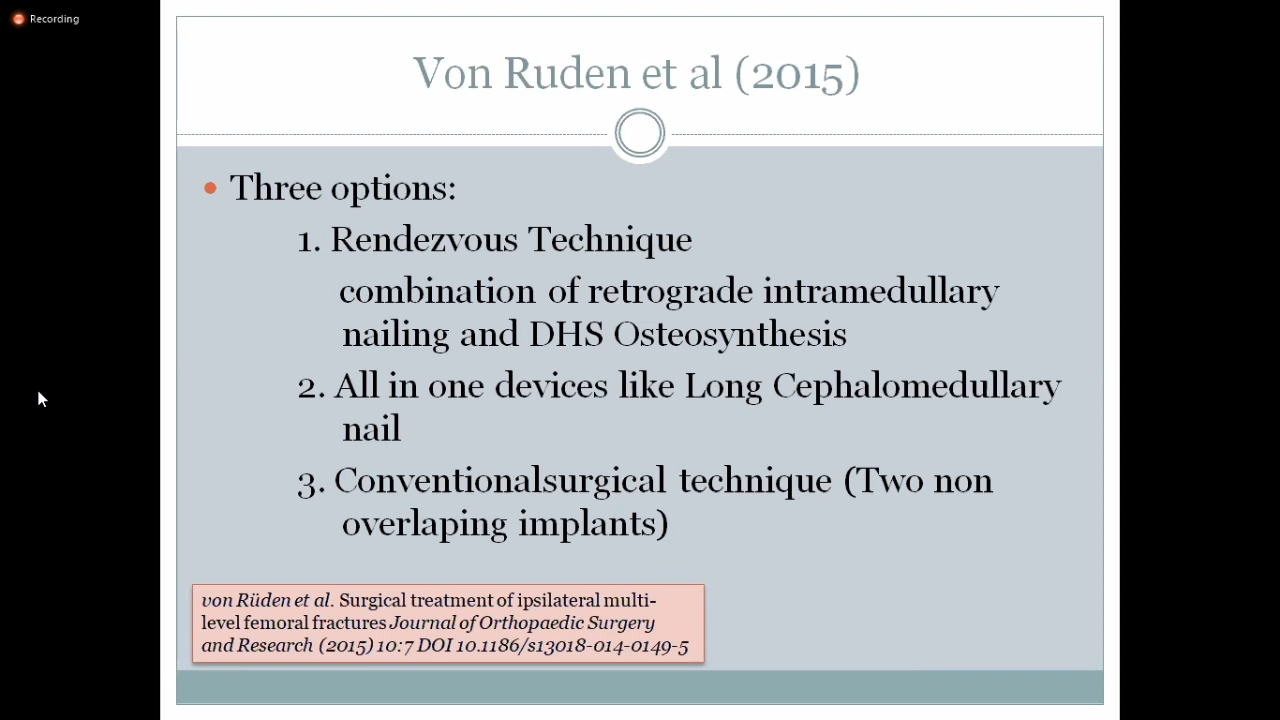 Recording
Von Ruden et al (2015)
• Three options:
1. Rendezvous Technique
combination of retrograde intramedullary
nailing and DHS Osteosynthesis
2. All in one devices like Long Cephalomedullary
nail
3. Conventionalsurgical technique (Two non
overlaping implants)
von Rüden et al. Surgical treatment of ipsilateral multi-
level femoral fractures Journal of Orthopaedic Surgery
and Research (2015) 10:7 DOI 10.1186/s13018-014-0149-5